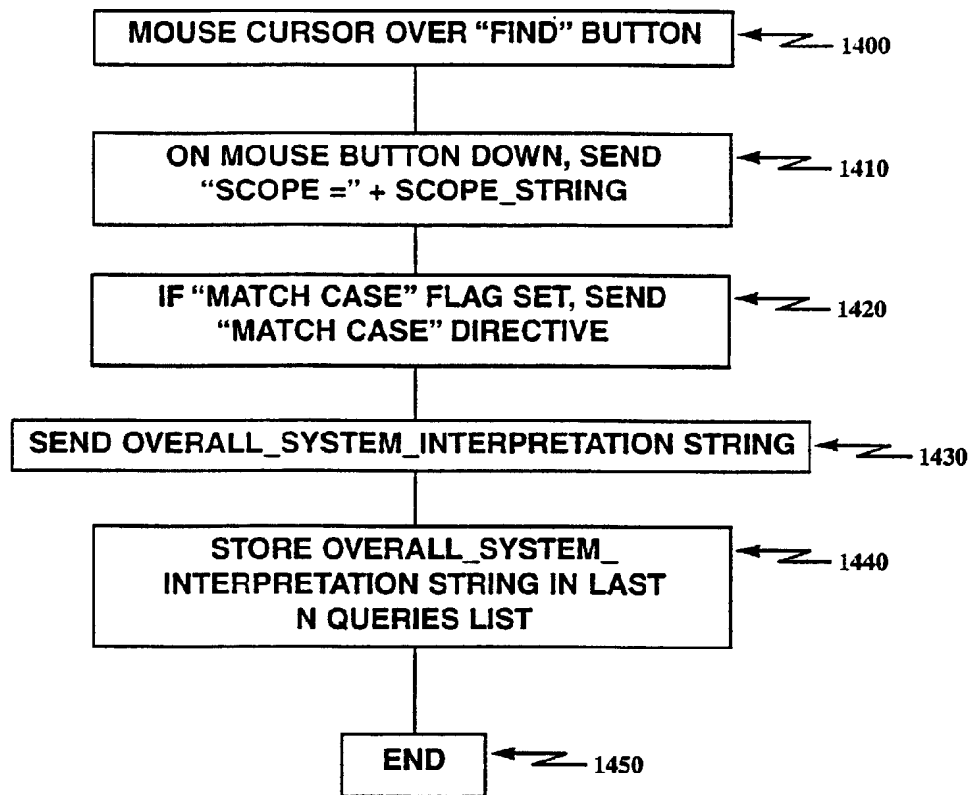 MOUSE CURSOR OVER “FIND” BUTTON
1400
ON MOUSE BUTTON DOWN, SEND
“SCOPE =” + SCOPE_STRING
1410
IF “MATCH CASE” FLAG SET, SEND
“MATCH CASE” DIRECTIVE
1420
SEND OVERALL_SYSTEM_INTERPRETATION STRING
1430
STORE OVERALL_SYSTEM_
INTERPRETATION STRING IN LAST
N QUERIES LIST
1440
END
1450